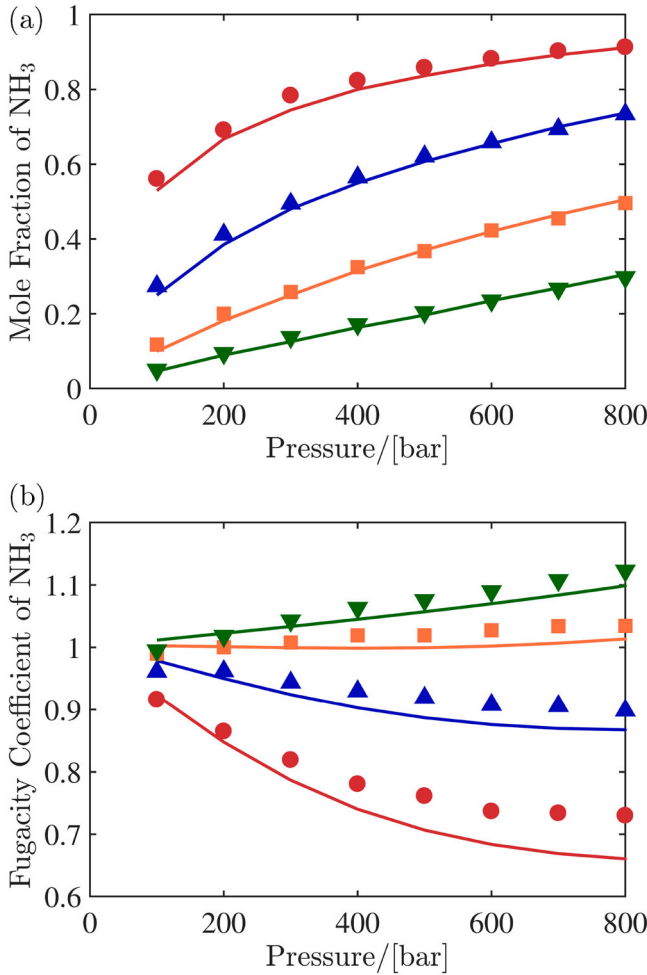 (a)
1
0.8
0.6
0.4
0.2
0
Mole Fraction of NH3
0 200 400 600 800
Pressure/[bar]
(b)
1.2
1.1
1
0.9
0.8
0.7
0.6
Fugacity Coefficient of NH3
0 200 400 600 800
Pressure/[bar]